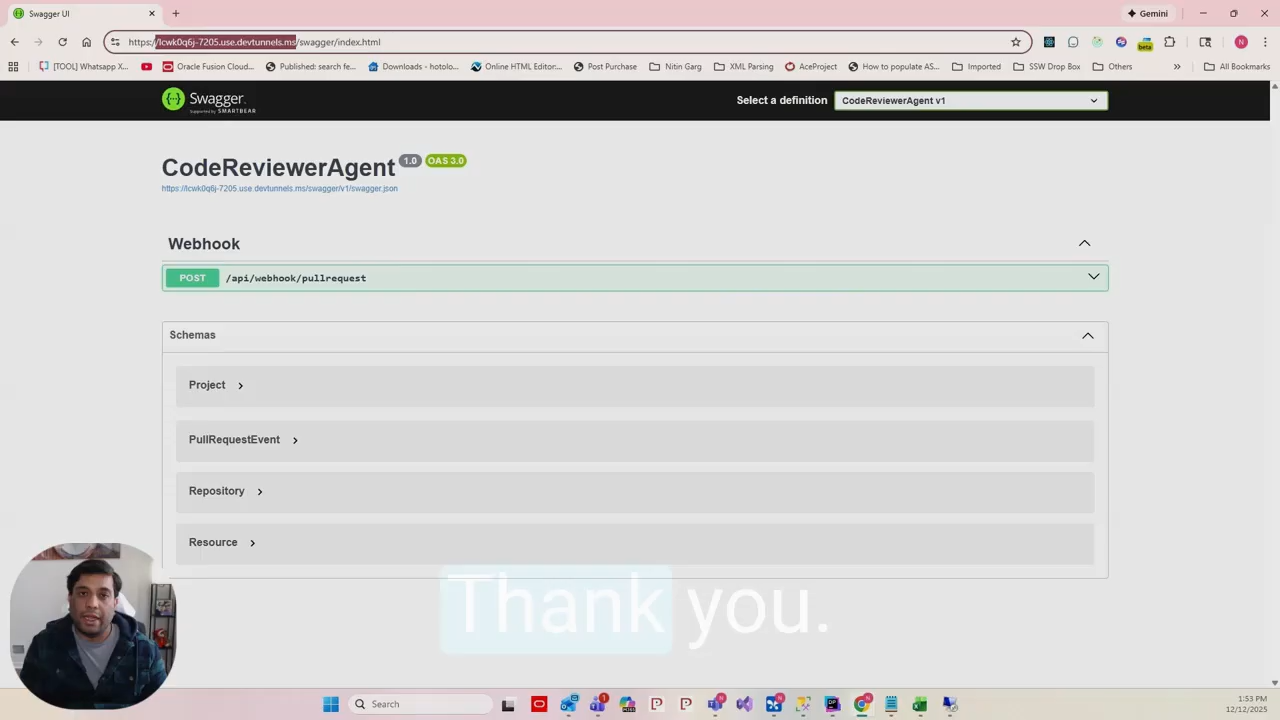 Swagger UI
Gemini
https://lcwk0q6j-7205.use.devtunnels.ms/swagger/index.html
beta
N
[TOOL] Whatsapp X...
Oracle Fusion Cloud...
Published: search fe...
Downloads - hotolo...
Online HTML Editor:...
Post Purchase
Nitin Garg
XML Parsing
AceProject
How to populate AS...
Imported
SSW Drop Box
Others
All Bookmarks
Swagger.
Supported by SMARTBEAR
Select a definition
CodeReviewerAgent v1
CodeReviewerAgent
1.0
OAS 3.0
https://lcwk0q6j-7205.use.devtunnels.ms/swagger/v1/swagger.json
Webhook
POST /api/webhook/pullrequest
Schemas
Project
PullRequestEvent
Repository
Resource
Thank you.
Search
1:53 PM
12/12/2025